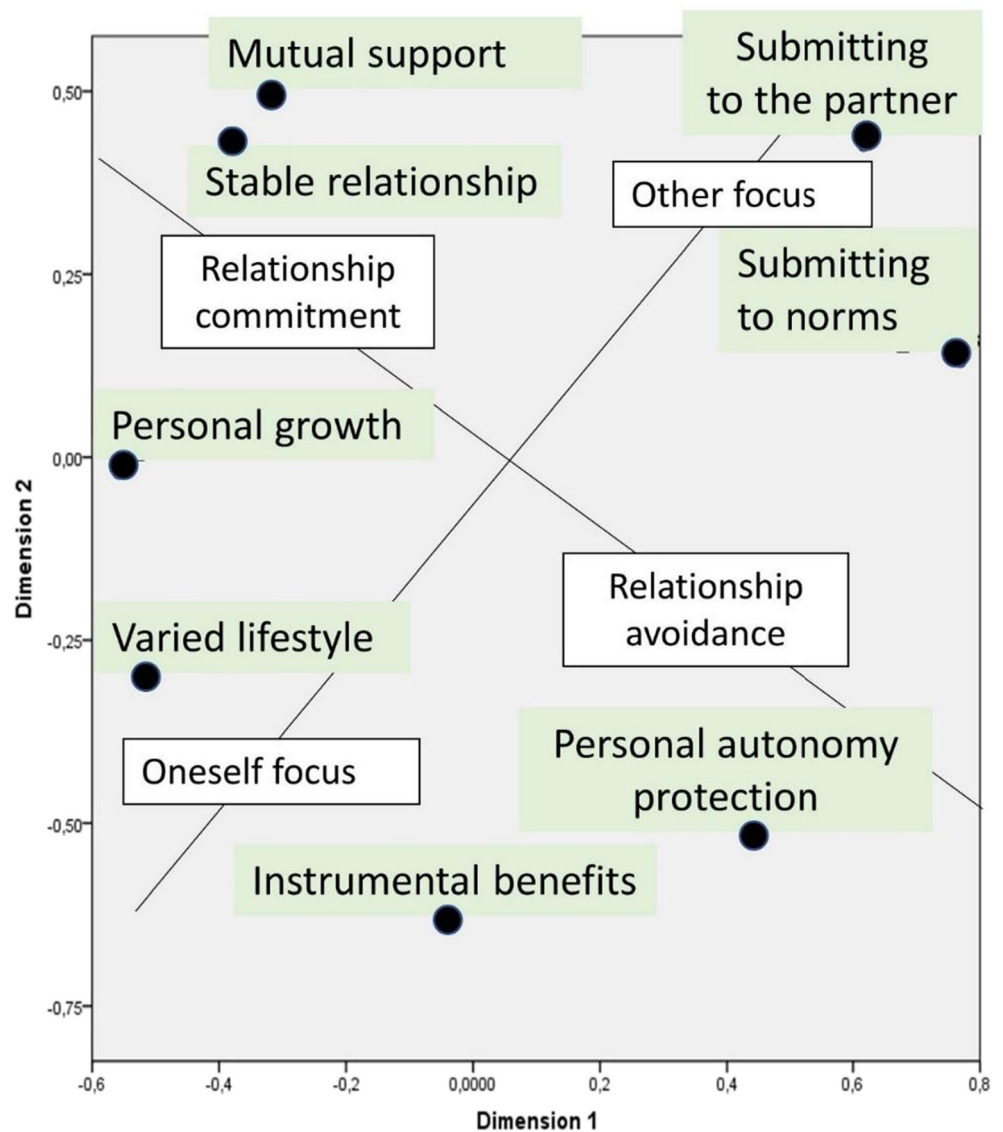 Mutual support
Submitting
to the partner
0,50
Stable relationship
Other focus
Relationship
commitment
0,25
Submitting
to norms
Personal growth
0,00
Dimension 2
Relationship
avoidance
Varied lifestyle
-0,25
Oneself focus
Personal autonomy
protection
-0,50
Instrumental benefits
-0,75
-0,6
-0,4
-0,2
0,0000
0,2
0,4
0,6
0,8
Dimension 1